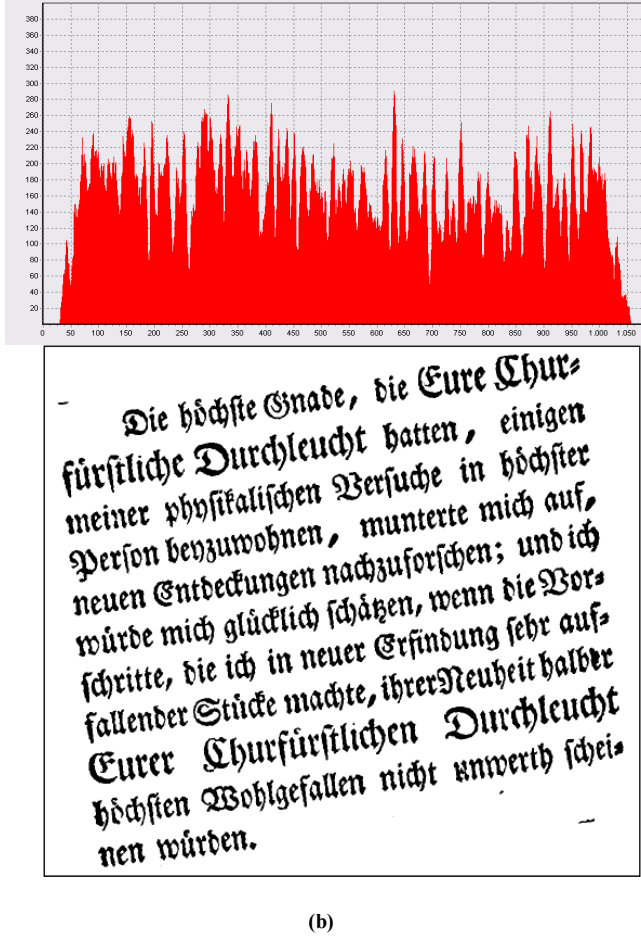 380
360
340
320
300
280
260
240
220
200
180
160
140
120
100
80
60
40
20
0 50 100 150 200 250 300 350 400 450 500 550 600 650 700 750 800 850 900 950 1.000 1.050
Die höchſte Gnade, die Eure Chur=
fürſtliche Durchleucht hatten, einigen
meiner phyſikaliſchen Verſuche in höchſter
Perſon beyzuwohnen, munterte mich auf,
neuen Entdeckungen nachzuforſchen; und ich
würde mich glücklich ſchätzen, wenn die Vor=
ſchritte, die ich in neuer Erfindung ſehr auf=
fallender Stücke machte, ihrer Neuheit halber
Eurer Churfürſtlichen Durchleucht
höchſten Wohlgefallen nicht unwerth ſchei=
nen würden.
(b)